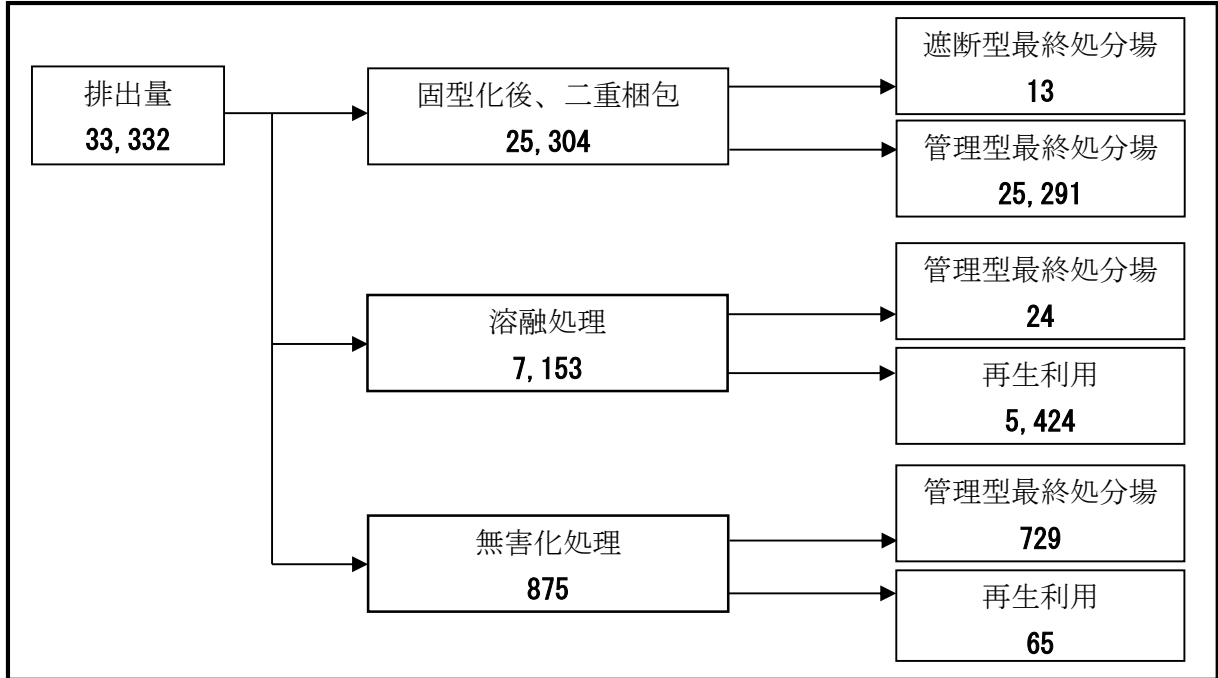 排出量
33,332
固型化後、二重梱包
25,304
遮断型最終処分場
13
管理型最終処分場
25,291
溶融処理
7,153
管理型最終処分場
24
再生利用
5,424
無害化処理
875
管理型最終処分場
729
再生利用
65